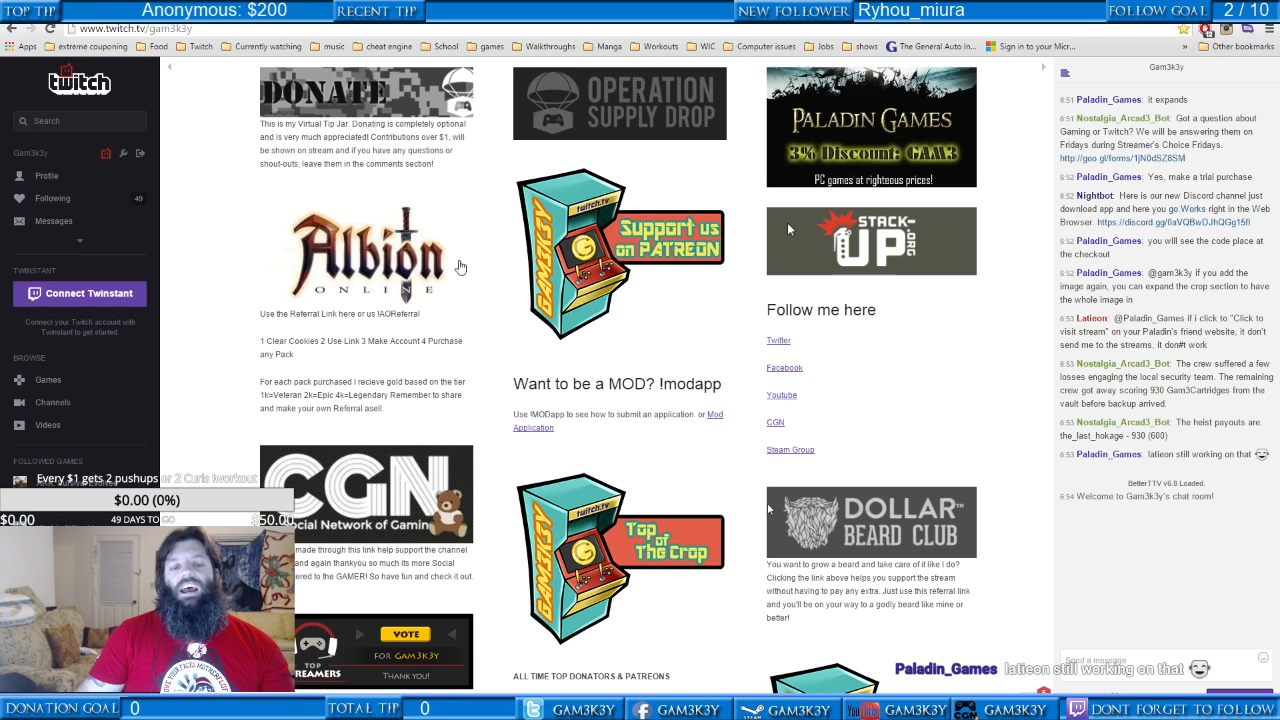 TOP TIP
Anonymous: $200
RECENT TIP
NEW FOLLOWER
Ryhou_miura
FOLLOW GOAL
2 / 10
www.twitch.tv/gam3k3y
Apps
extreme couponing
Food
Twitch
Currently watching
music
cheat engine
School
games
Walkthroughs
Manga
Workouts
WIC
Computer issues
Jobs
shows
The General Auto In...
Sign in to your Micr...
»
Other bookmarks
twitch
Search
Gam3k3y
Profile
Following
49
Messages
TWINSTANT
Connect Twinstant
Connect your Twitch account with
Twinstant to get started.
BROWSE
Games
Channels
Videos
FOLLOWED GAMES
Every $1 gets 2 pushups or 2 Curls !workout
$0.00 (0%)
$0.00
49 DAYS TO GO
$50.00
DONATE
This is my Virtual Tip Jar. Donating is completely optional
and is very much appreciated! Contributions over $1, will
be shown on stream and if you have any questions or
shout-outs, leave them in the comments section!
Albion
ONLINE
Use the Referral Link here or us !AOReferral
1 Clear Cookies 2 Use Link 3 Make Account 4 Purchase
any Pack
For each pack purchased I recieve gold based on the tier
1k=Veteran 2k=Epic 4k=Legendary Remember to share
and make your own Referral asell.
CGN
Social Network of Gaming
made through this link help support the channel
and again thankyou so much its more Social
tered to the GAMER! So have fun and check it out.
TOP
STREAMERS
VOTE
FOR GAM3K3Y
THANK YOU!
OPERATION
SUPPLY DROP
twitch.tv
GAM3K3Y
Support us
on PATREON
Want to be a MOD? !modapp
Use !MODapp to see how to submit an application. or Mod
Application
twitch.tv
GAM3K3Y
Top
of
The Crop
ALL TIME TOP DONATORS & PATREONS
PALADIN GAMES
3% Discount: GAM3
PC games at righteous prices!
STACK-
UP
.ORG
Follow me here
Twitter
Facebook
Youtube
CGN
Steam Group
DOLLAR
BEARD CLUB
You want to grow a beard and take care of it like I do?
Clicking the link above helps you support the stream
without having to pay any extra. Just use this referral link
and you'll be on your way to a godly beard like mine or
better!
Gam3k3y
6:51 Paladin_Games: it expands
6:51 Nostalgia_Arcad3_Bot: Got a question about
Gaming or Twitch? We will be answering them on
Fridays during Streamer's Choice Fridays.
http://goo.gl/forms/1jN0dSZ8SM
6:52 Paladin_Games: Yes, make a trial purchase
6:52 Nightbot: Here is our new Discord channel just
download app and here you go.Works right in the Web
Browser. https://discord.gg/0aVQBwDJhQGg15fI
6:52 Paladin_Games: you will see the code place at
the checkout
6:52 Paladin_Games: @gam3k3y If you add the
image again, you can expand the crop section to have
the whole image in
6:53 Latieon: @Paladin_Games if i click to "Click to
visit stream" on your Paladin's friend website, it don't
send me to the streams, it don#t work
6:53 Nostalgia_Arcad3_Bot: The crew suffered a few
losses engaging the local security team. The remaining
crew got away scoring 930 Gam3Cartridges from the
vault before backup arrived.
6:53 Nostalgia_Arcad3_Bot: The heist payouts are:
the_last_hokage - 930 (600)
6:53 Paladin_Games: latieon still working on that
BetterTTV v6.8 Loaded.
6:54 Welcome to Gam3k3y's chat room!
Send a message
Paladin_Games latieon still working on that
DONATION GOAL
0
TOTAL TIP
0
GAM3K3Y
GAM3K3Y
STEAM
GAM3K3Y
YouTube
GAM3K3Y
CGN
GAM3K3Y
DONT FORGET TO FOLLOW